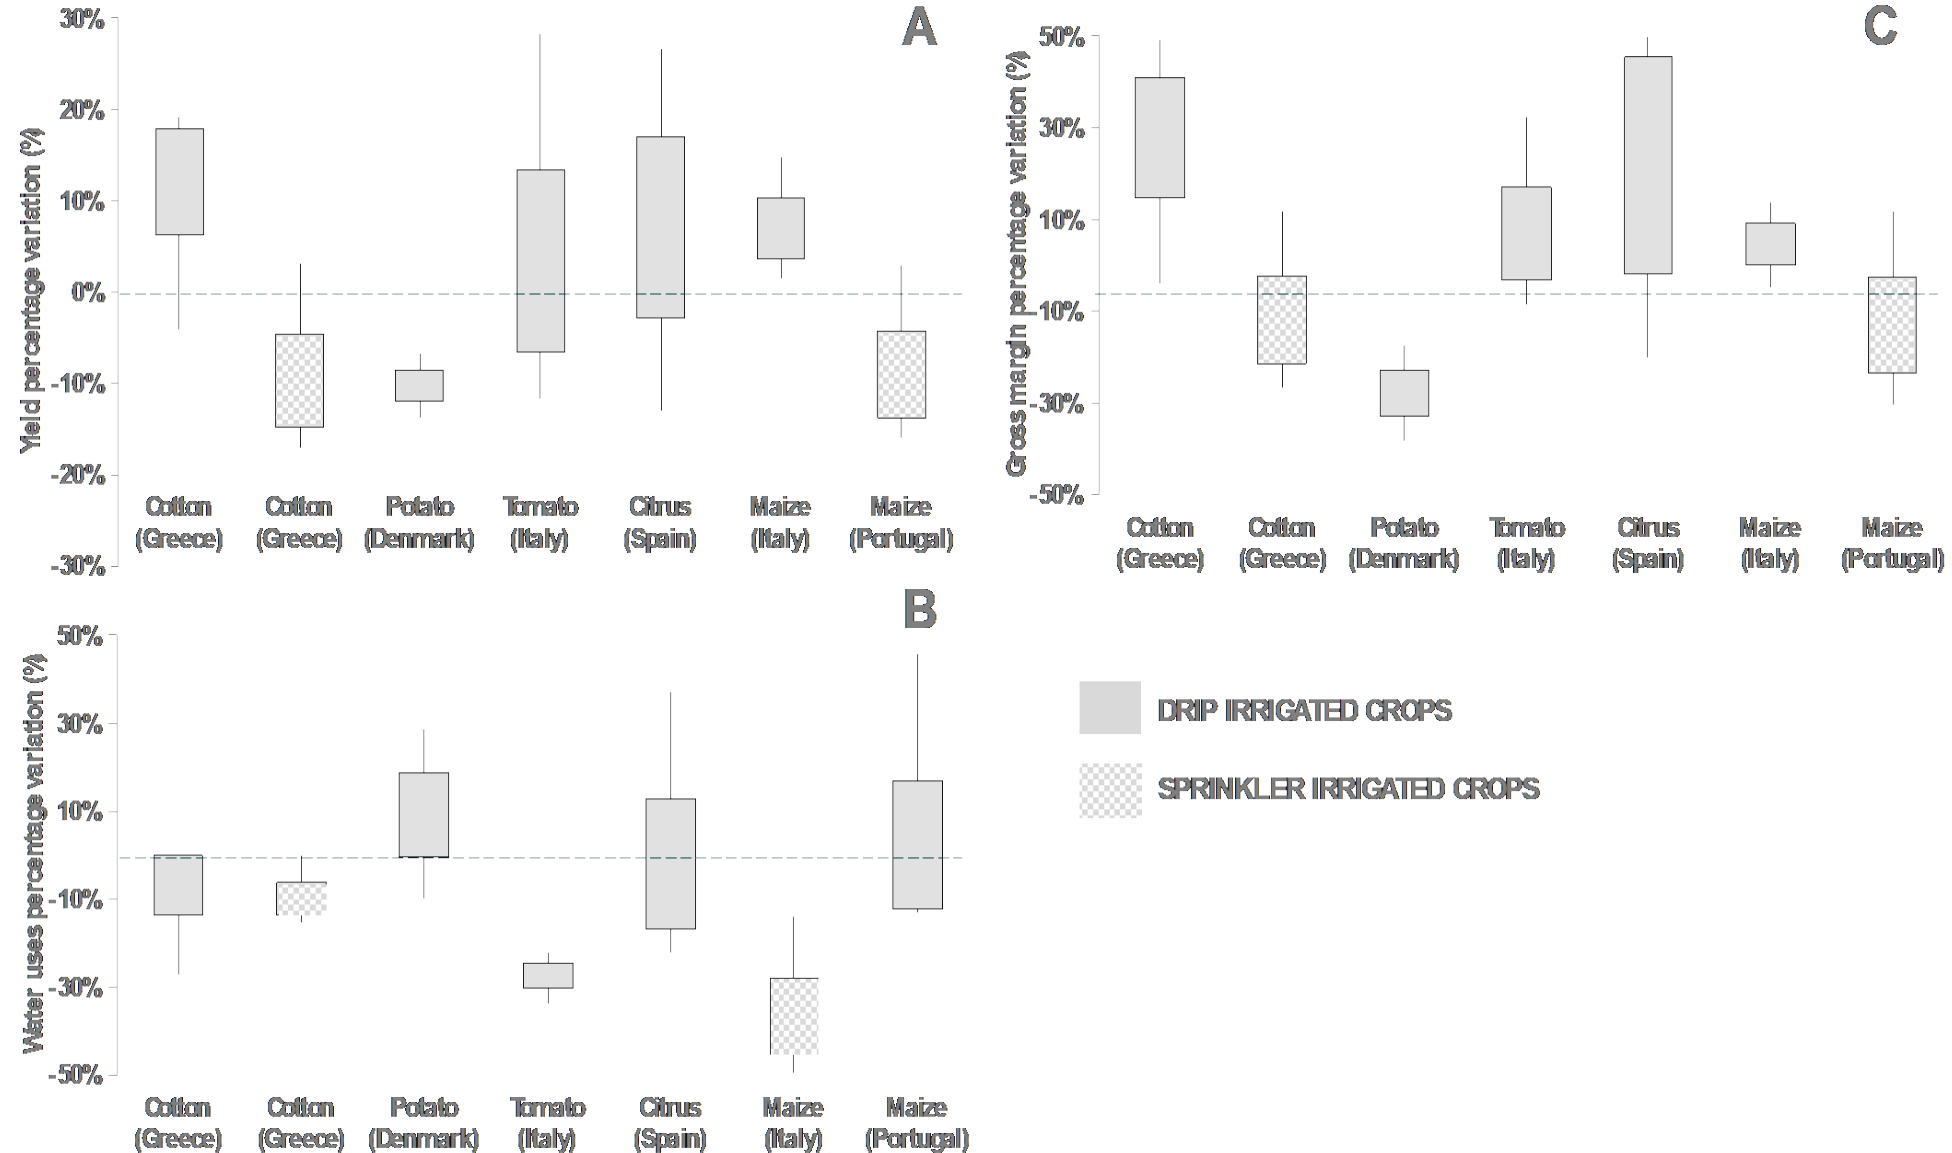 A
Yield percentage variation (%)
30%
20%
10%
0%
-10%
-20%
-30%
Cotton Cotton Potato Tomato Citrus Maize Maize
(Greece) (Greece) (Denmark) (Italy) (Spain) (Italy) (Portugal)
B
Water uses percentage variation (%)
50%
30%
10%
-10%
-30%
-50%
Cotton Cotton Potato Tomato Citrus Maize Maize
(Greece) (Greece) (Denmark) (Italy) (Spain) (Italy) (Portugal)
C
Gross margin percentage variation (%)
50%
30%
10%
-10%
-30%
-50%
Cotton Cotton Potato Tomato Citrus Maize Maize
(Greece) (Greece) (Denmark) (Italy) (Spain) (Italy) (Portugal)
DRIP IRRIGATED CROPS
SPRINKLER IRRIGATED CROPS